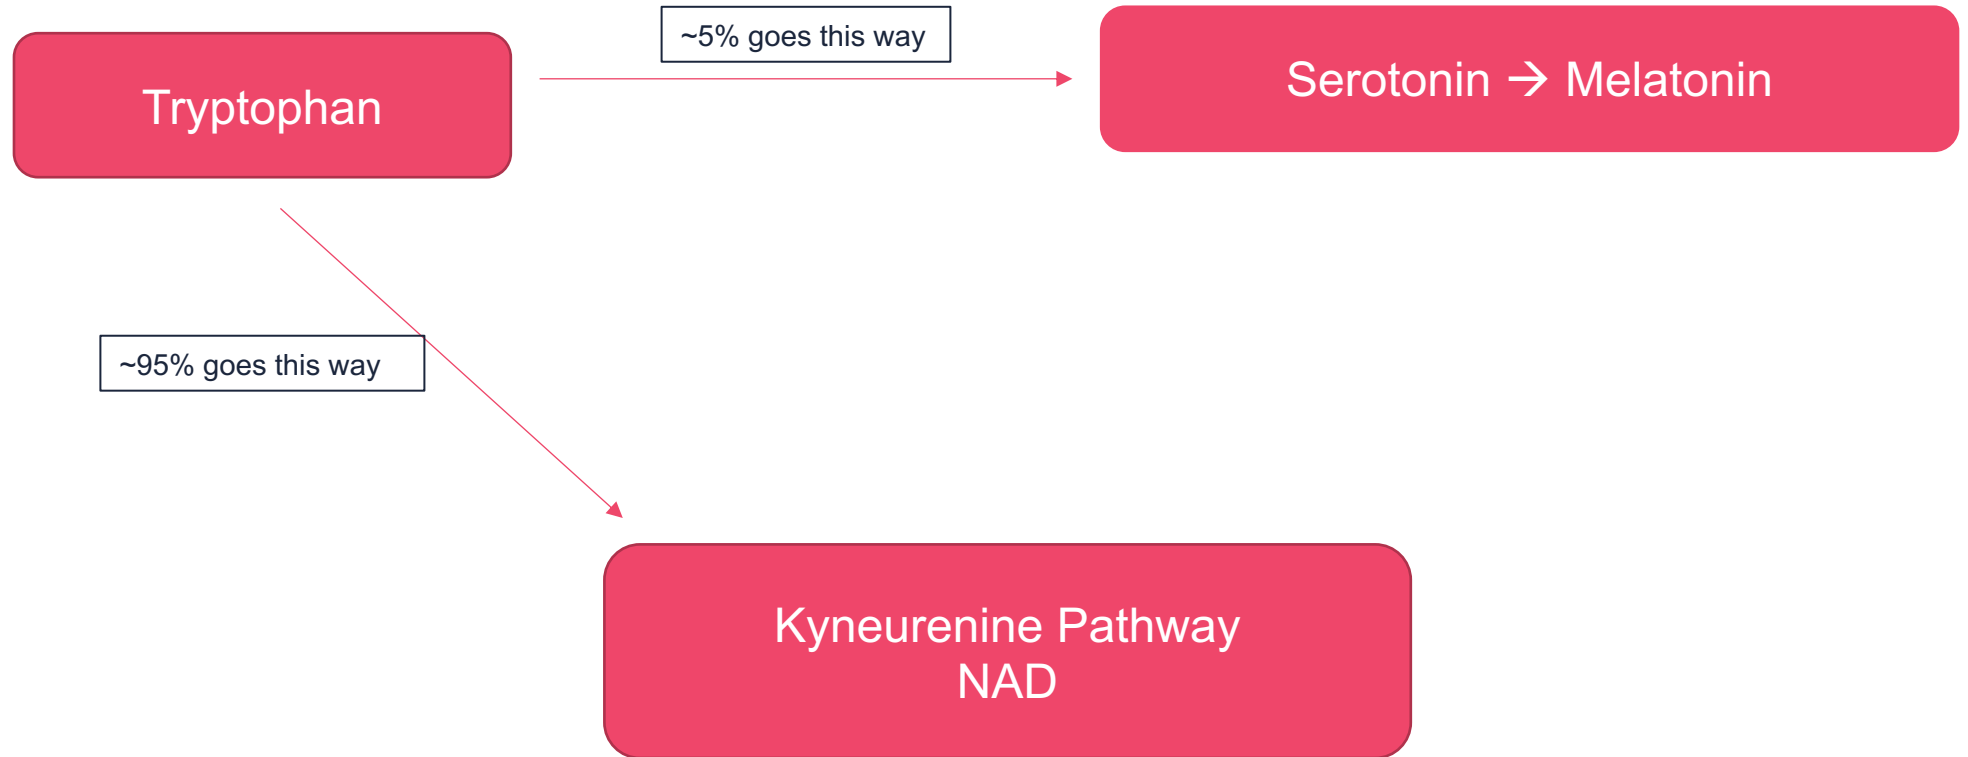 ~5% goes this way
Tryptophan
Serotonin → Melatonin
~95% goes this way
Kyneurenine Pathway
NAD